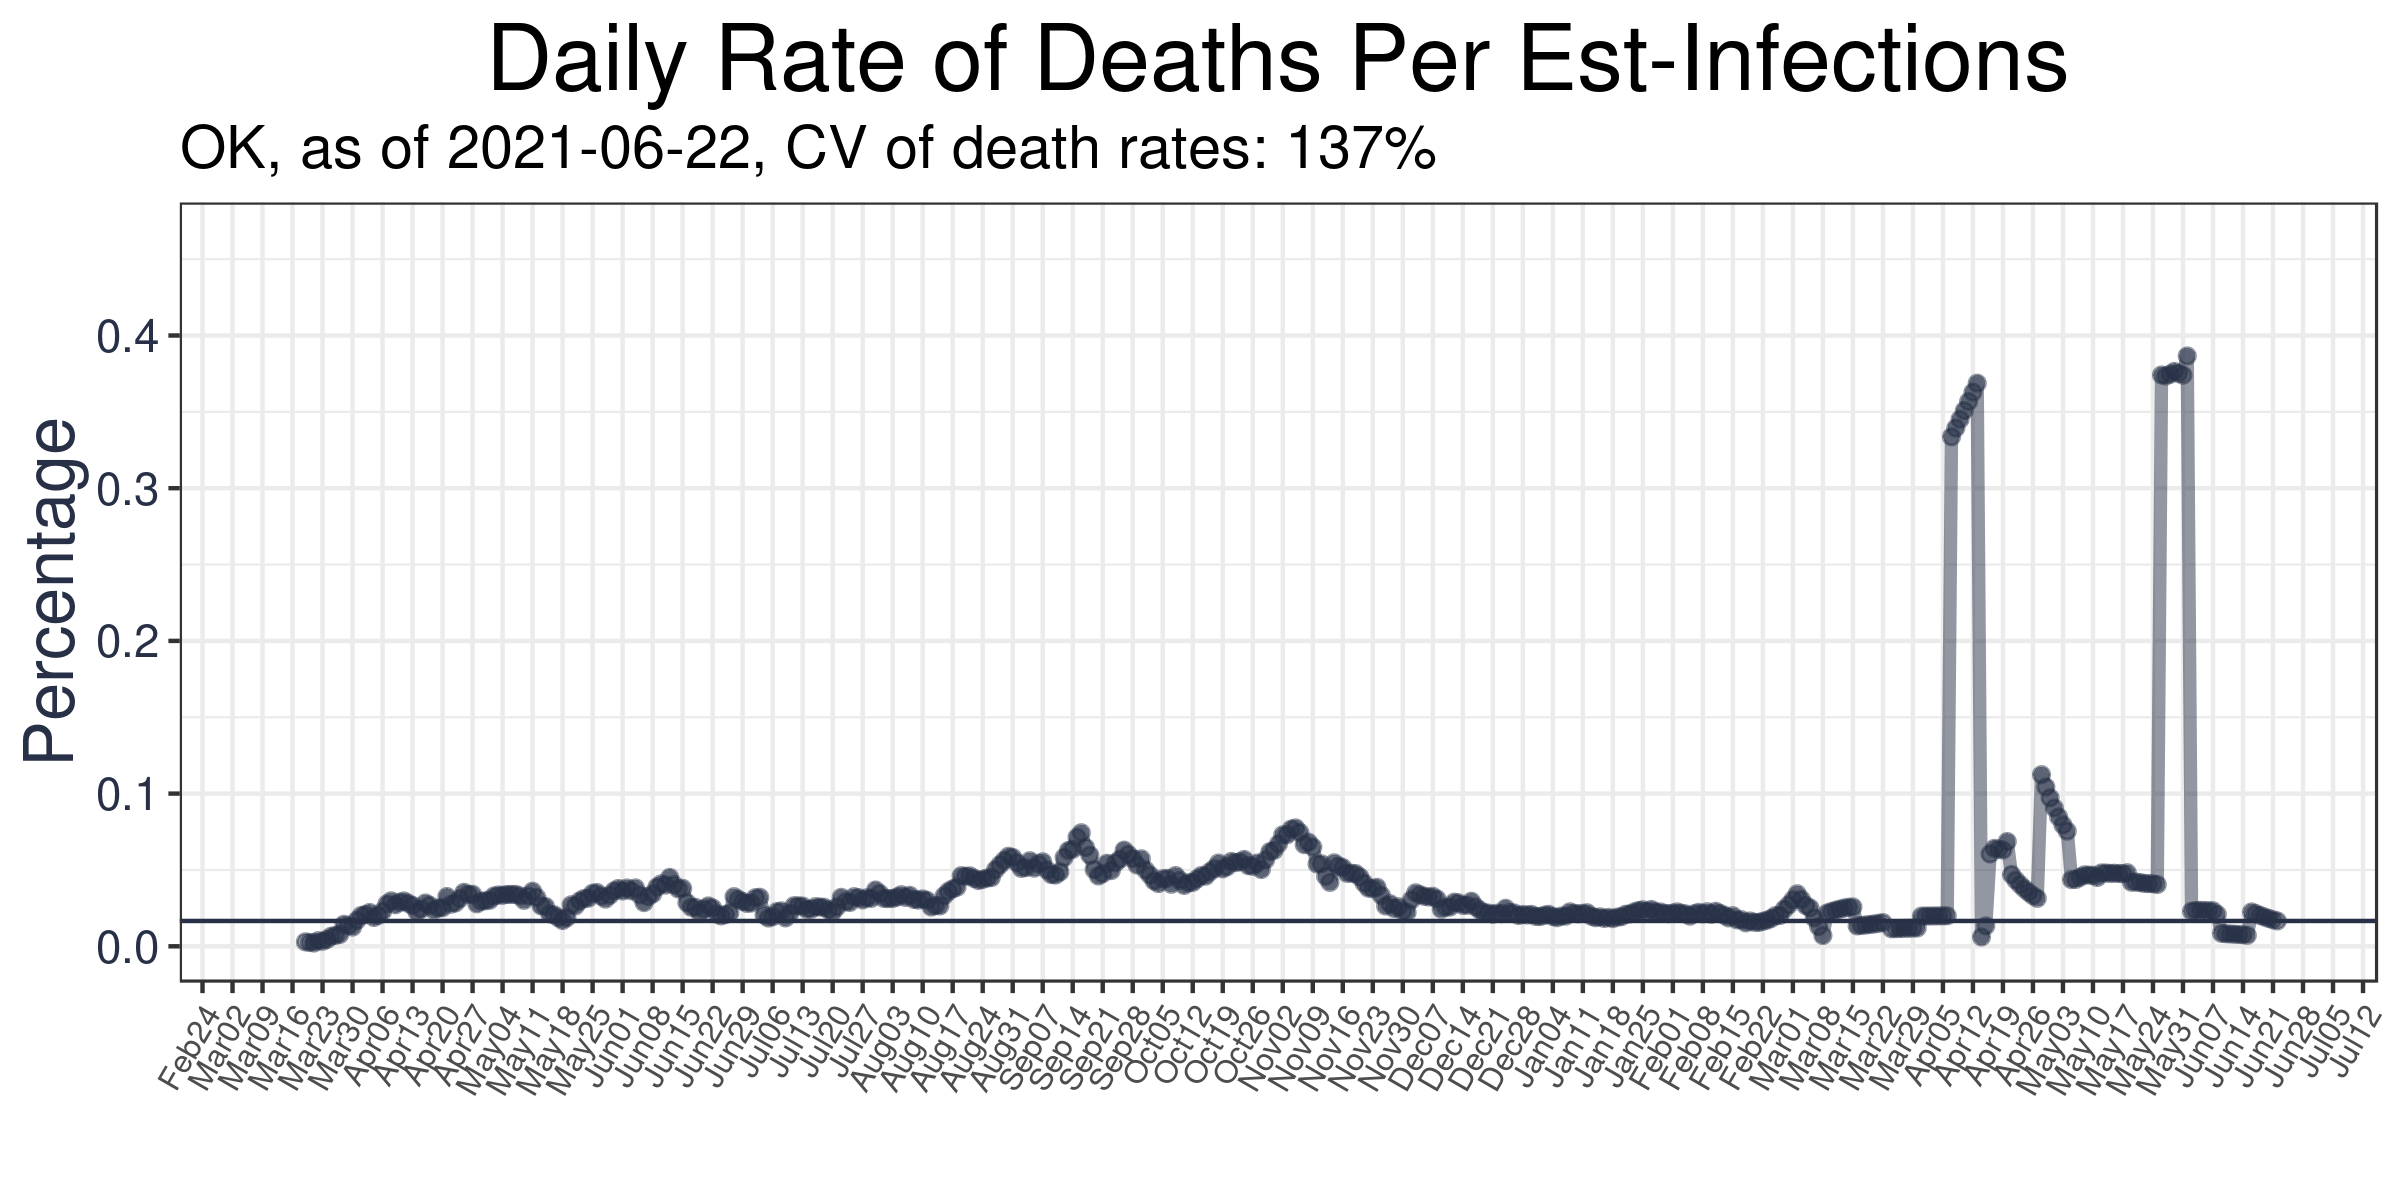 Daily Rate of Deaths Per Est-Infections
OK, as of 2021-06-22, CV of death rates: 137%
Percentage
0.4
0.3
0.2
0.1
0.0
Feb24
Mar02
Mar09
Mar16
Mar23
Mar30
Apr06
Apr13
Apr20
Apr27
May04
May11
May18
May25
Jun01
Jun08
Jun15
Jun22
Jun29
Jul06
Jul13
Jul20
Jul27
Aug03
Aug10
Aug17
Aug24
Aug31
Sep07
Sep14
Sep21
Sep28
Oct05
Oct12
Oct19
Oct26
Nov02
Nov09
Nov16
Nov23
Nov30
Dec07
Dec14
Dec21
Dec28
Jan04
Jan11
Jan18
Jan25
Feb01
Feb08
Feb15
Feb22
Mar01
Mar08
Mar15
Mar22
Mar29
Apr05
Apr12
Apr19
Apr26
May03
May10
May17
May24
May31
Jun07
Jun14
Jun21
Jun28
Jul05
Jul12